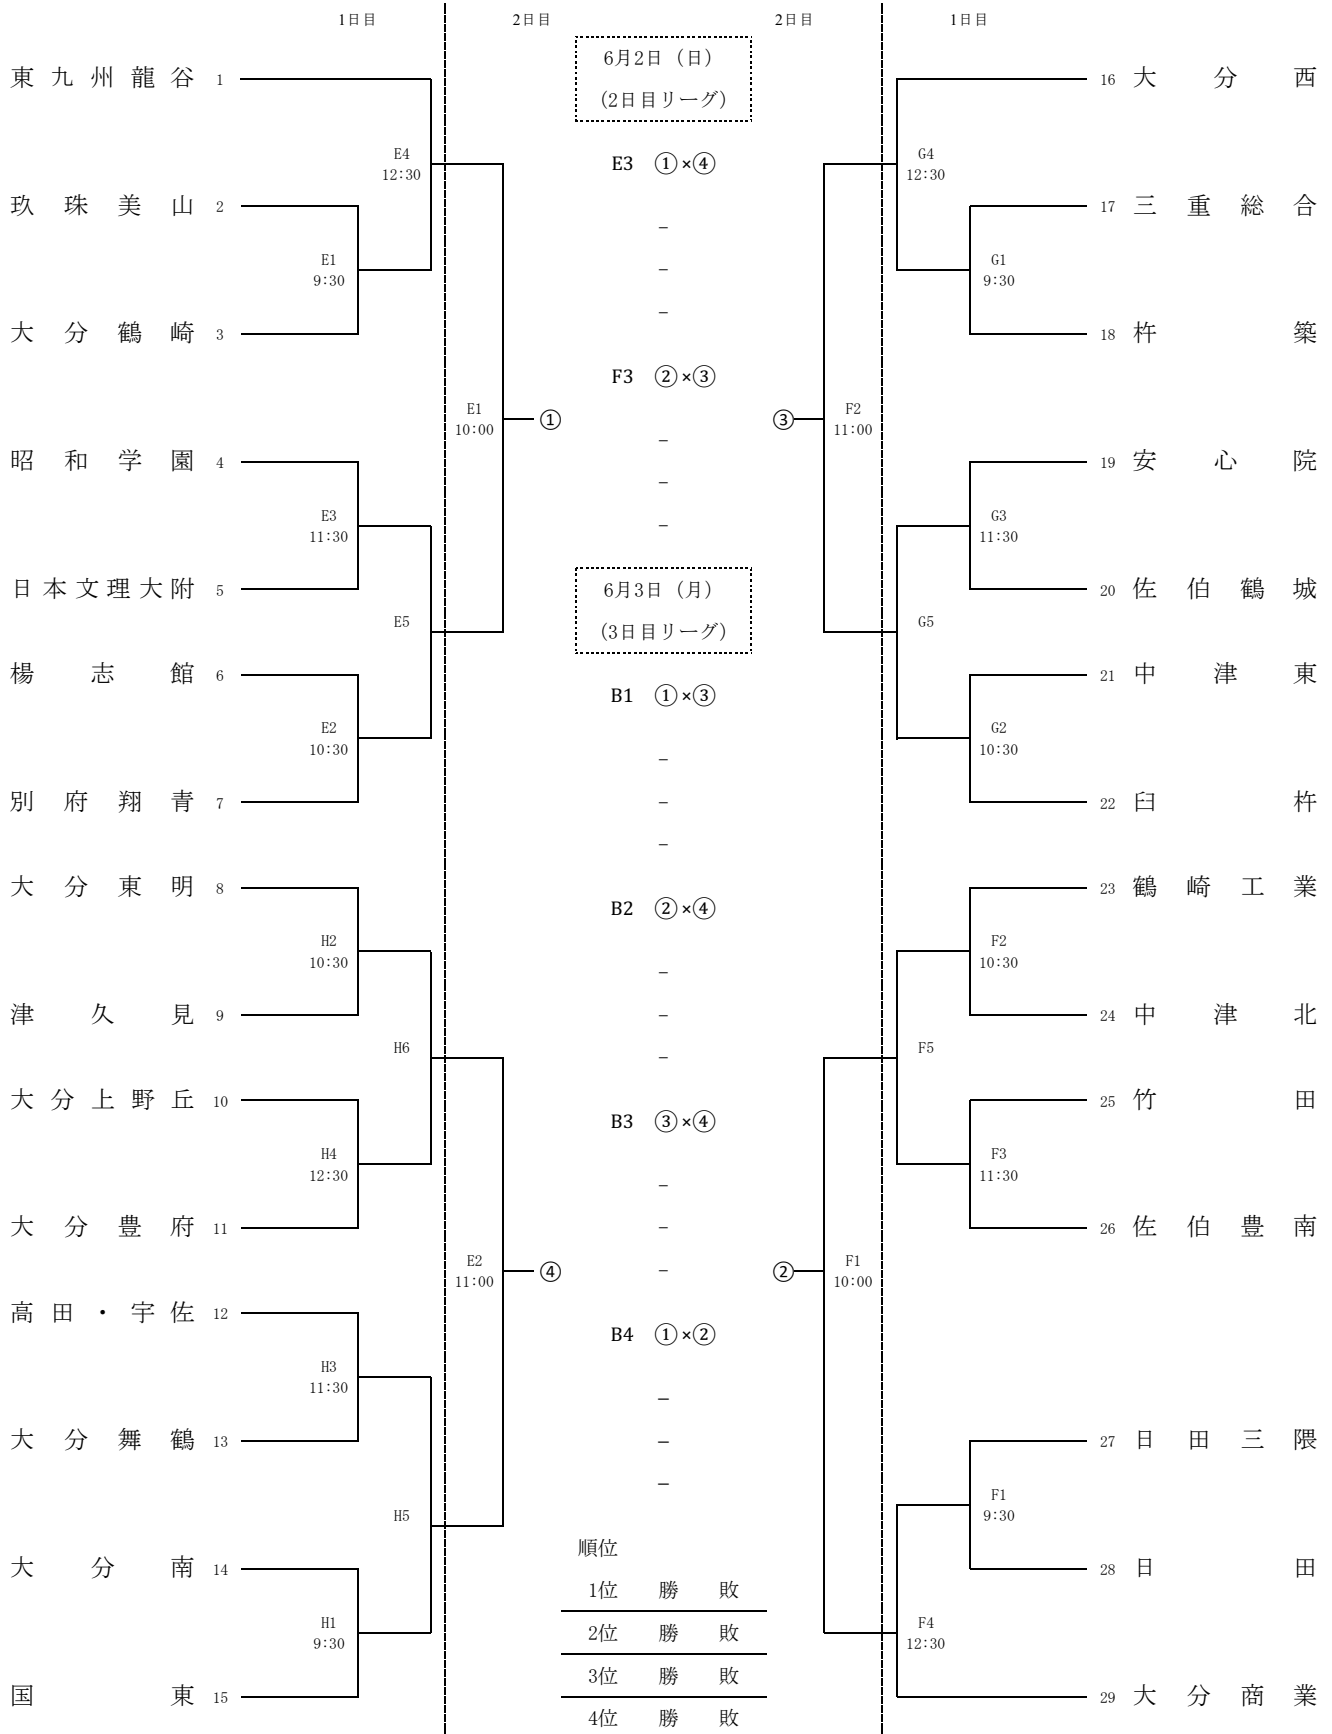 1日目 2日目 2日目 1日目
6月2日（日）
(2日目リーグ)
東九州龍谷 1
16 大分西
E4
12:30
E3 ①×④
G4
12:30
玖珠美山 2
17 三重総合
－
E1
9:30
－
G1
9:30
－
大分鶴崎 3
18 杵築
F3 ②×③
E1
10:00
①
③
F2
11:00
－
昭和学園 4
19 安心院
－
E3
11:30
－
G3
11:30
日本文理大附 5
6月3日（月）
20 佐伯鶴城
E5
(3日目リーグ)
G5
楊志館 6
21 中津東
B1 ①×③
E2
10:30
－
G2
10:30
別府翔青 7
－
22 臼杵
－
大分東明 8
23 鶴崎工業
B2 ②×④
H2
10:30
－
F2
10:30
津久見 9
－
24 中津北
H6
－
F5
大分上野丘 10
25 竹田
B3 ③×④
H4
12:30
－
F3
11:30
大分豊府 11
－
26 佐伯豊南
E2
11:00
④
－
②
F1
10:00
高田・宇佐 12
B4 ①×②
H3
11:30
－
大分舞鶴 13
－
27 日田三隈
－
F1
9:30
H5
順位
大分南 14
28 日田
1位 勝 敗
H1
9:30
2位 勝 敗
F4
12:30
3位 勝 敗
国東 15
29 大分商業
4位 勝 敗